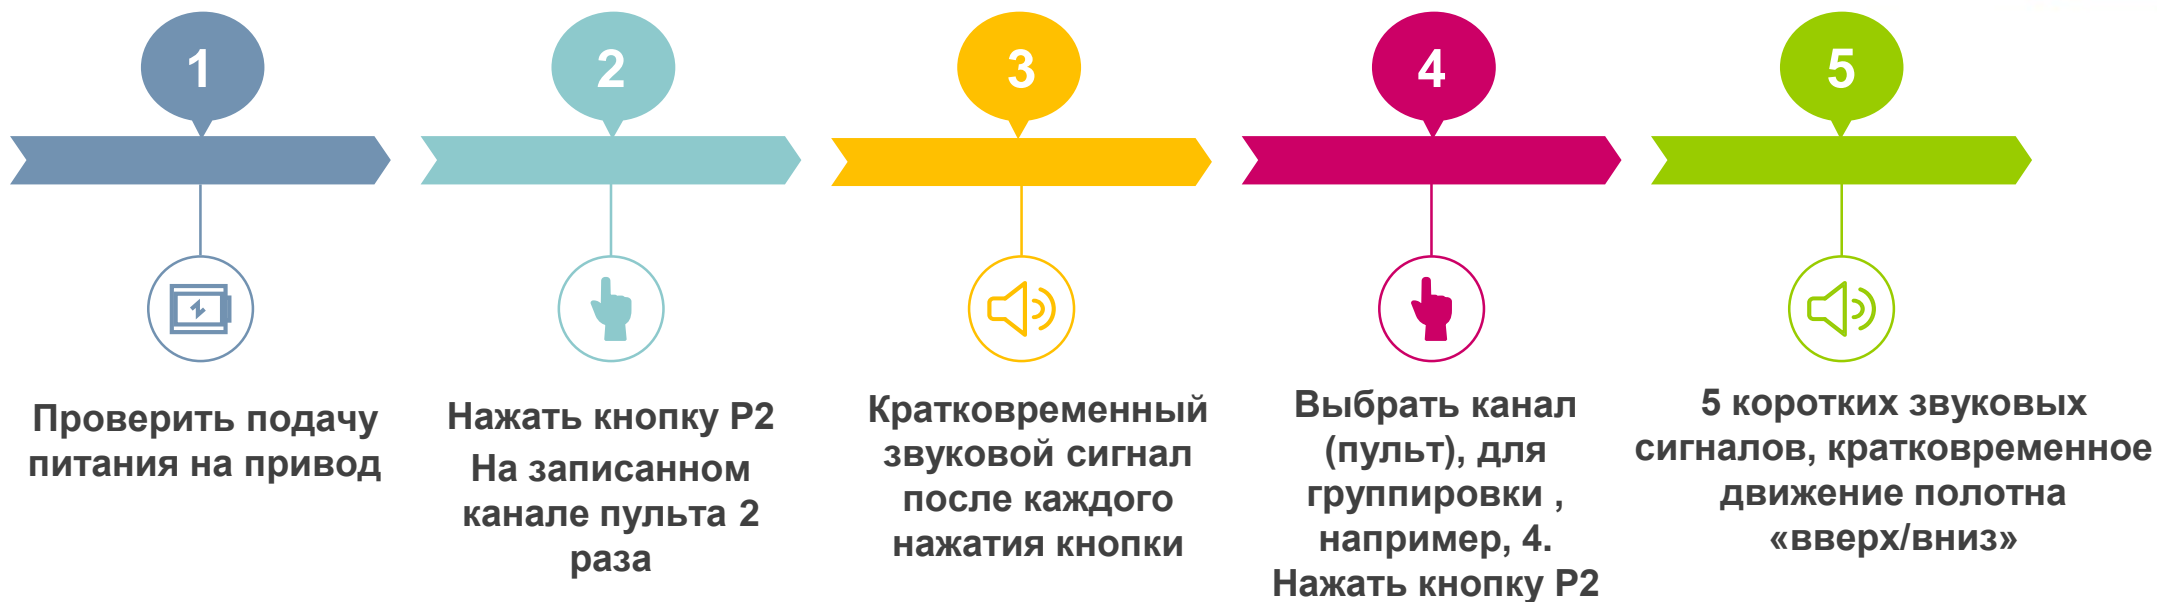 1
Проверить подачу
питания на привод
2
Нажать кнопку P2
На записанном
канале пульта 2
раза
3
Кратковременный
звуковой сигнал
после каждого
нажатия кнопки
4
Выбрать канал
(пульт), для
группировки ,
например, 4.
Нажать кнопку P2
5
5 коротких звуковых
сигналов, кратковременное
движение полотна
«вверх/вниз»